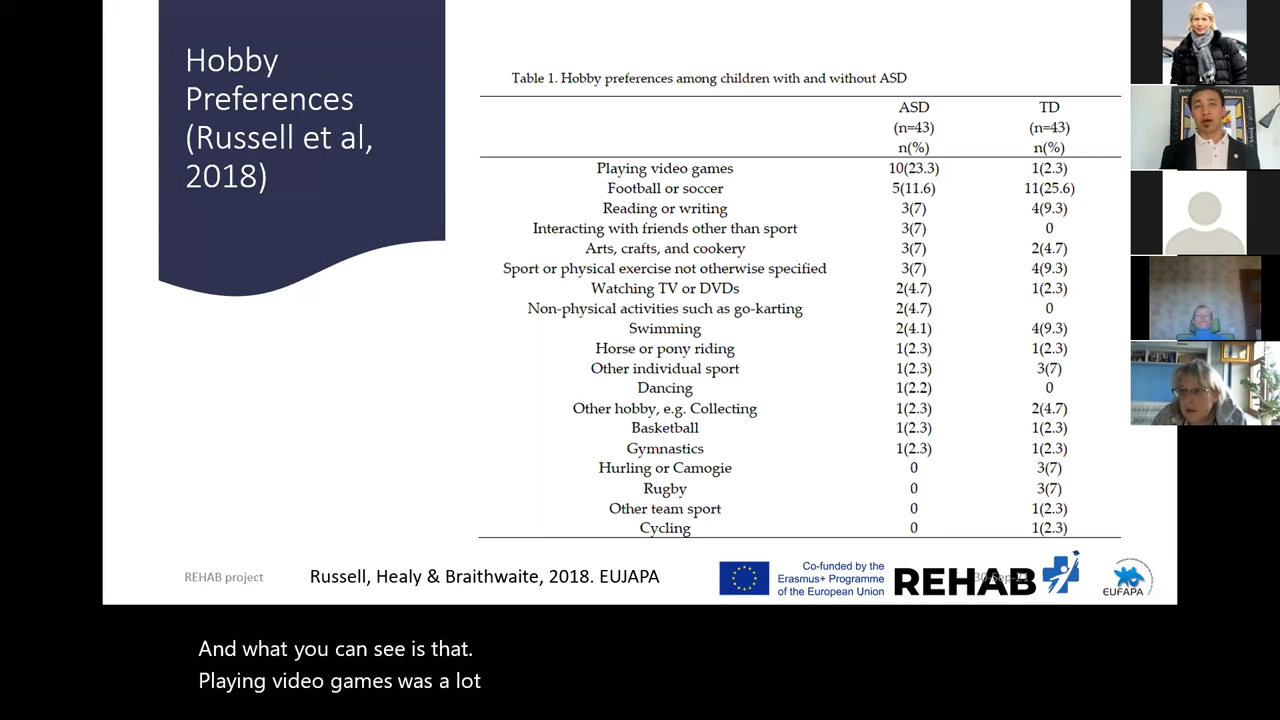 Hobby
Preferences
(Russell et al,
2018)
Table 1. Hobby preferences among children with and without ASD
ASD TD
(n=43) (n=43)
n(%) n(%)
Playing video games 10(23.3) 1(2.3)
Football or soccer 5(11.6) 11(25.6)
Reading or writing 3(7) 4(9.3)
Interacting with friends other than sport 3(7) 0
Arts, crafts, and cookery 3(7) 2(4.7)
Sport or physical exercise not otherwise specified 3(7) 4(9.3)
Watching TV or DVDs 2(4.7) 1(2.3)
Non-physical activities such as go-karting 2(4.7) 0
Swimming 2(4.1) 4(9.3)
Horse or pony riding 1(2.3) 1(2.3)
Other individual sport 1(2.3) 3(7)
Dancing 1(2.2) 0
Other hobby, e.g. Collecting 1(2.3) 2(4.7)
Basketball 1(2.3) 1(2.3)
Gymnastics 1(2.3) 1(2.3)
Hurling or Camogie 0 3(7)
Rugby 0 3(7)
Other team sport 0 1(2.3)
Cycling 0 1(2.3)
REHAB project
Russell, Healy & Braithwaite, 2018. EUJAPA
Co-funded by the
Erasmus+ Programme
of the European Union
REHAB
EUFAPA
And what you can see is that.
Playing video games was a lot